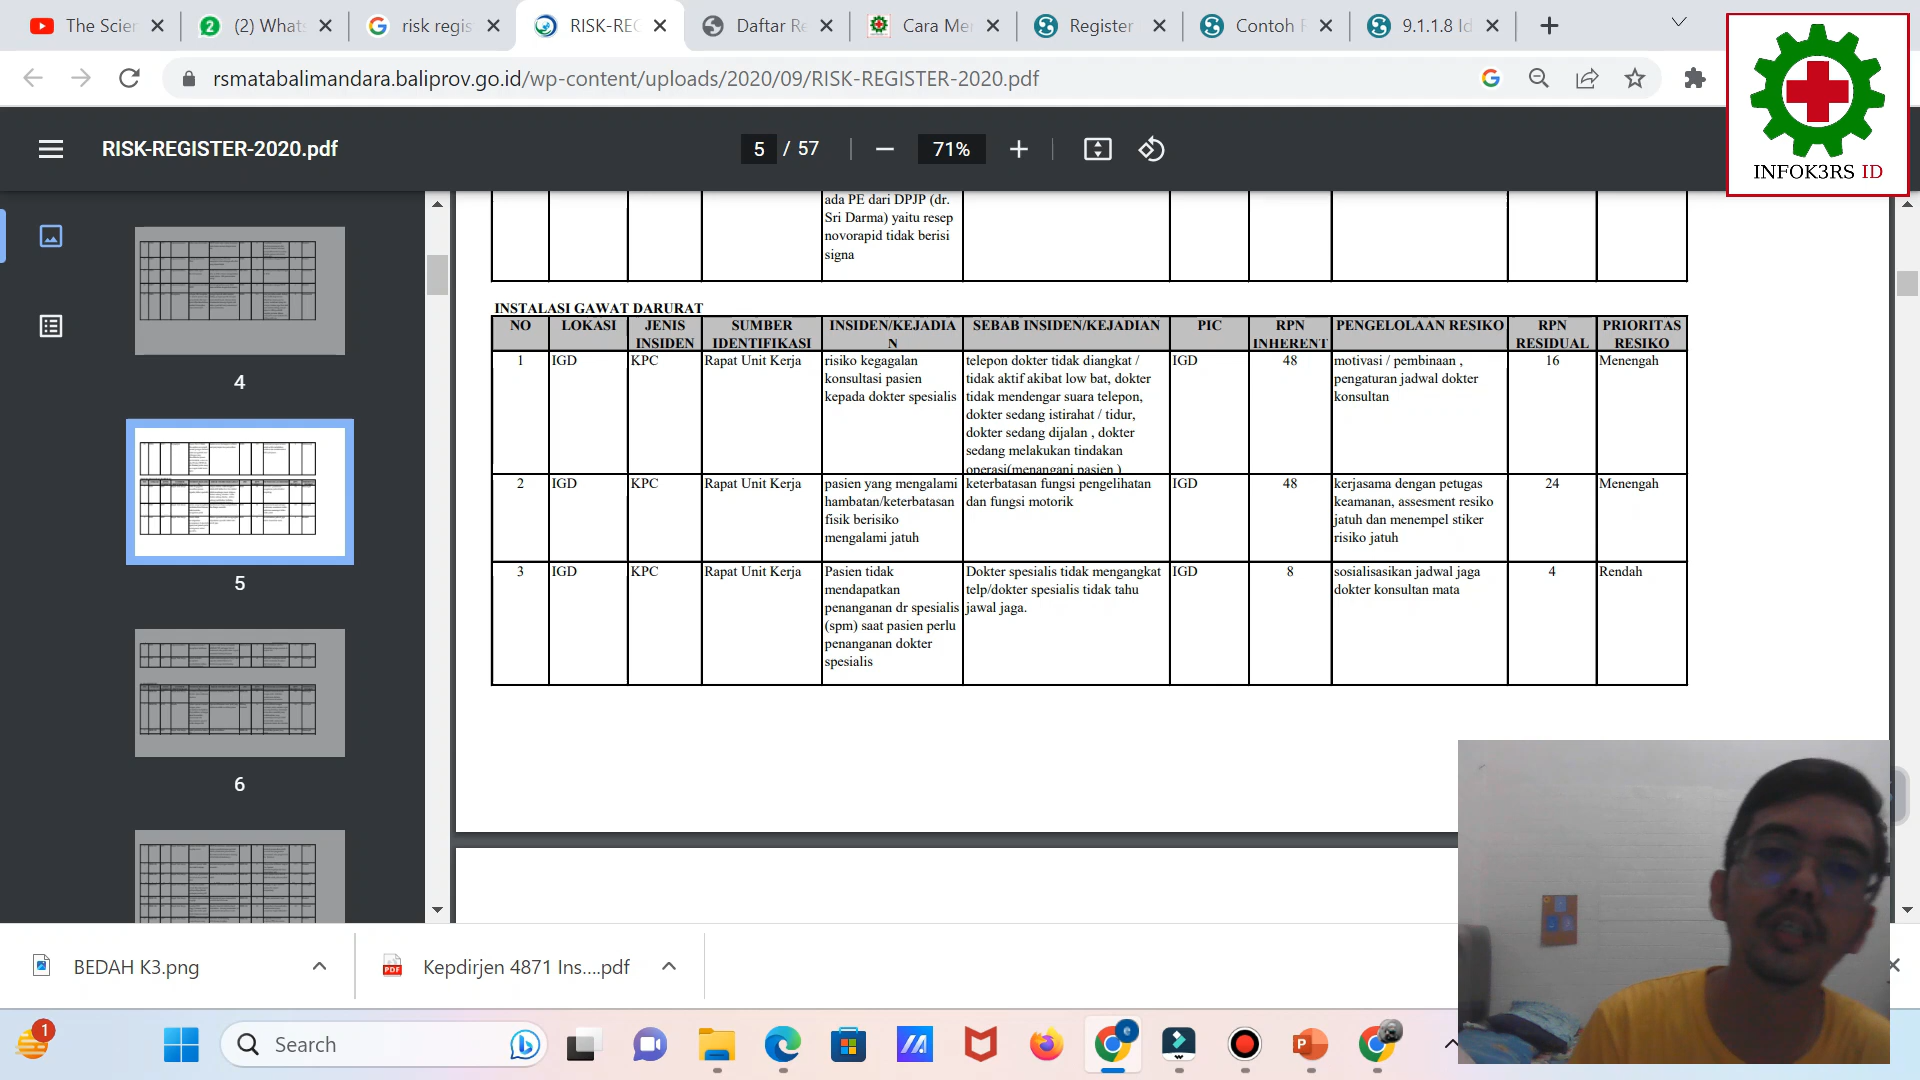 The Scien
(2) Whats
risk regis
RISK-REG
Daftar Re
Cara Mer
Register
Contoh F
9.1.1.8 Id
rsmatabalimandara.baliprov.go.id/wp-content/uploads/2020/09/RISK-REGISTER-2020.pdf
INFOK3RS ID
RISK-REGISTER-2020.pdf
5 / 57
71%
4
5
6
ada PE dari DPJP (dr.
Sri Darma) yaitu resep
novorapid tidak berisi
signa
INSTALASI GAWAT DARURAT
NO LOKASI JENIS INSIDEN SUMBER IDENTIFIKASI INSIDEN/KEJADIAN SEBAB INSIDEN/KEJADIAN PIC RPN INHERENT PENGELOLAAN RESIKO RPN RESIDUAL PRIORITAS RESIKO
1 IGD KPC Rapat Unit Kerja risiko kegagalan telepon dokter tidak diangkat / IGD 48 motivasi / pembinaan , 16 Menengah
konsultasi pasien tidak aktif akibat low bat, dokter pengaturan jadwal dokter
kepada dokter spesialis tidak mendengar suara telepon, konsultan
dokter sedang istirahat / tidur,
dokter sedang dijalan , dokter
sedang melakukan tindakan
operasi(menangani pasien )
2 IGD KPC Rapat Unit Kerja pasien yang mengalami keterbatasan fungsi pengelihatan IGD 48 kerjasama dengan petugas 24 Menengah
hambatan/keterbatasan dan fungsi motorik keamanan, assesment resiko
fisik berisiko jatuh dan menempel stiker
mengalami jatuh risiko jatuh
3 IGD KPC Rapat Unit Kerja Pasien tidak Dokter spesialis tidak mengangkat IGD 8 sosialisasikan jadwal jaga 4 Rendah
mendapatkan telp/dokter spesialis tidak tahu dokter konsultan mata
penanganan dr spesialis jawal jaga.
(spm) saat pasien perlu
penanganan dokter
spesialis
BEDAH K3.png
Kepdirjen 4871 Ins....pdf
1
Search